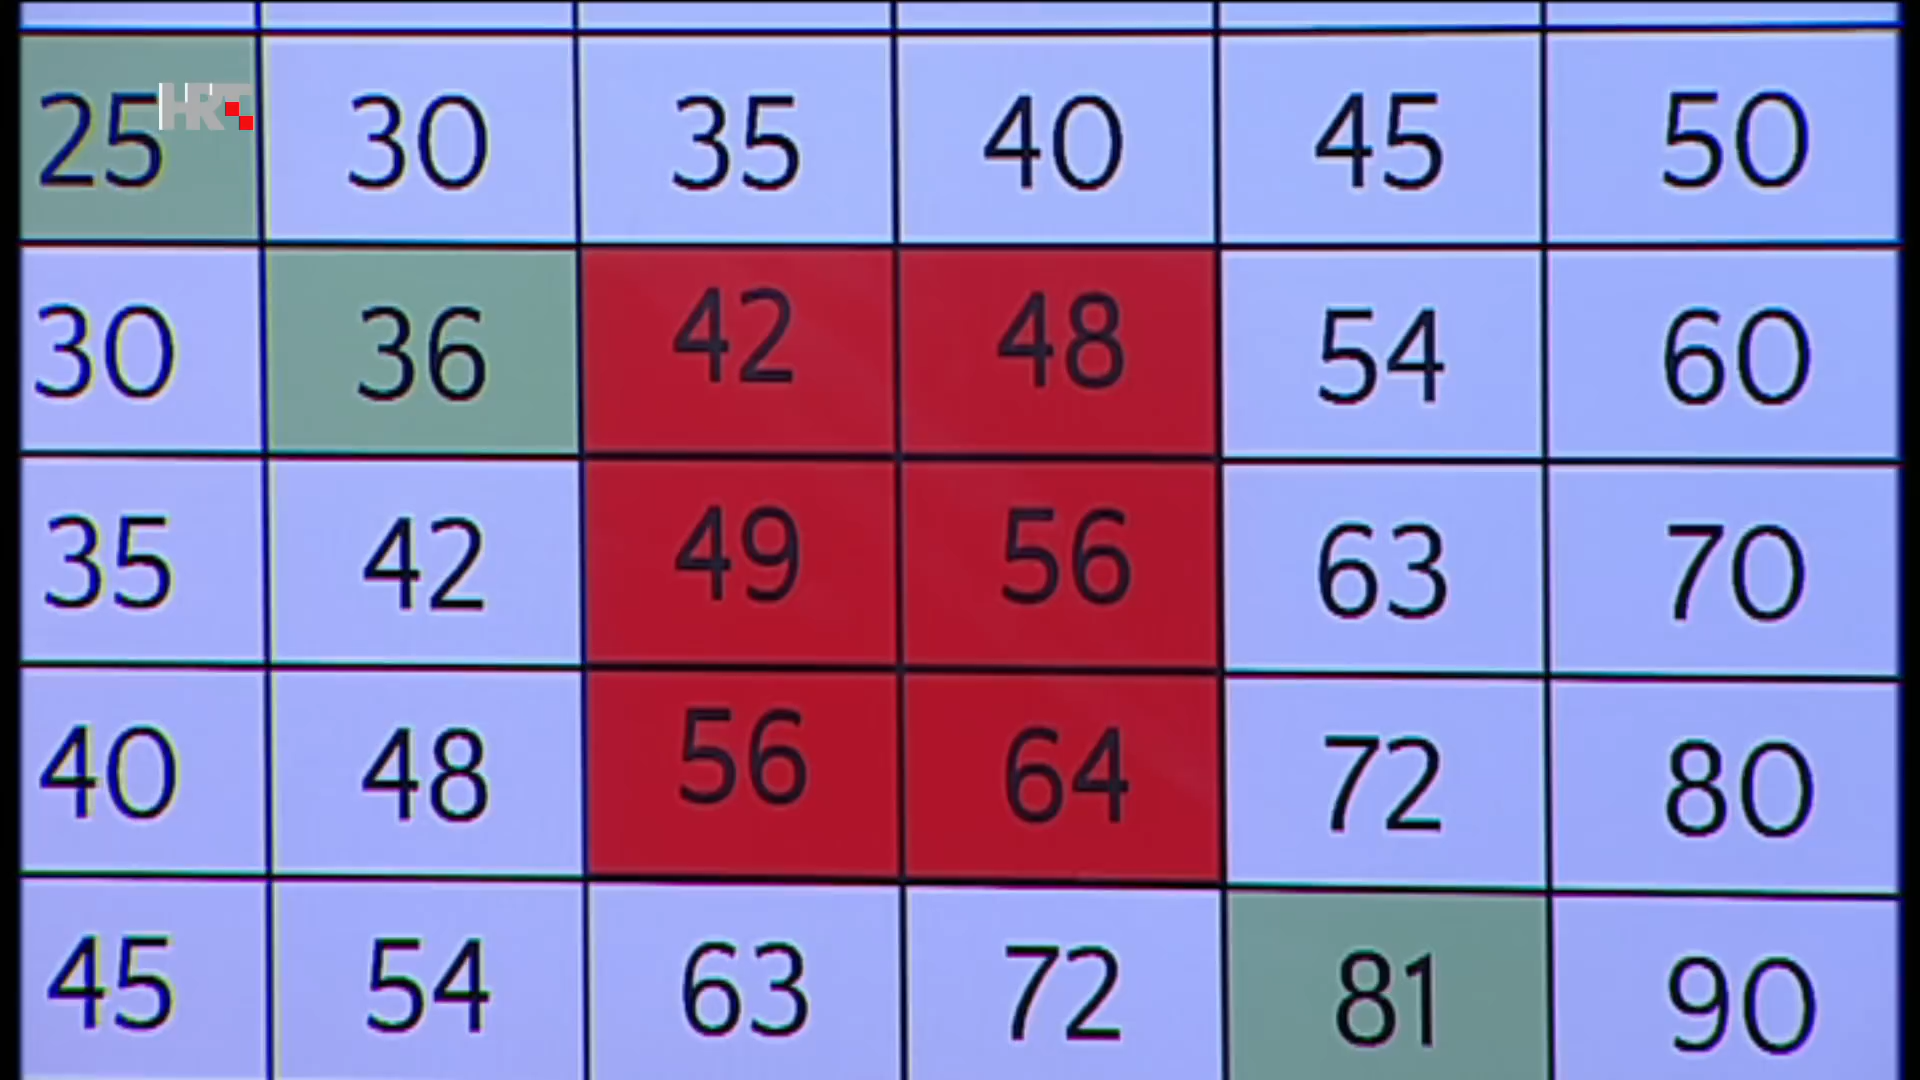 HRT
25 30 35 40 45 50
30 36 42 48 54 60
35 42 49 56 63 70
40 48 56 64 72 80
45 54 63 72 81 90